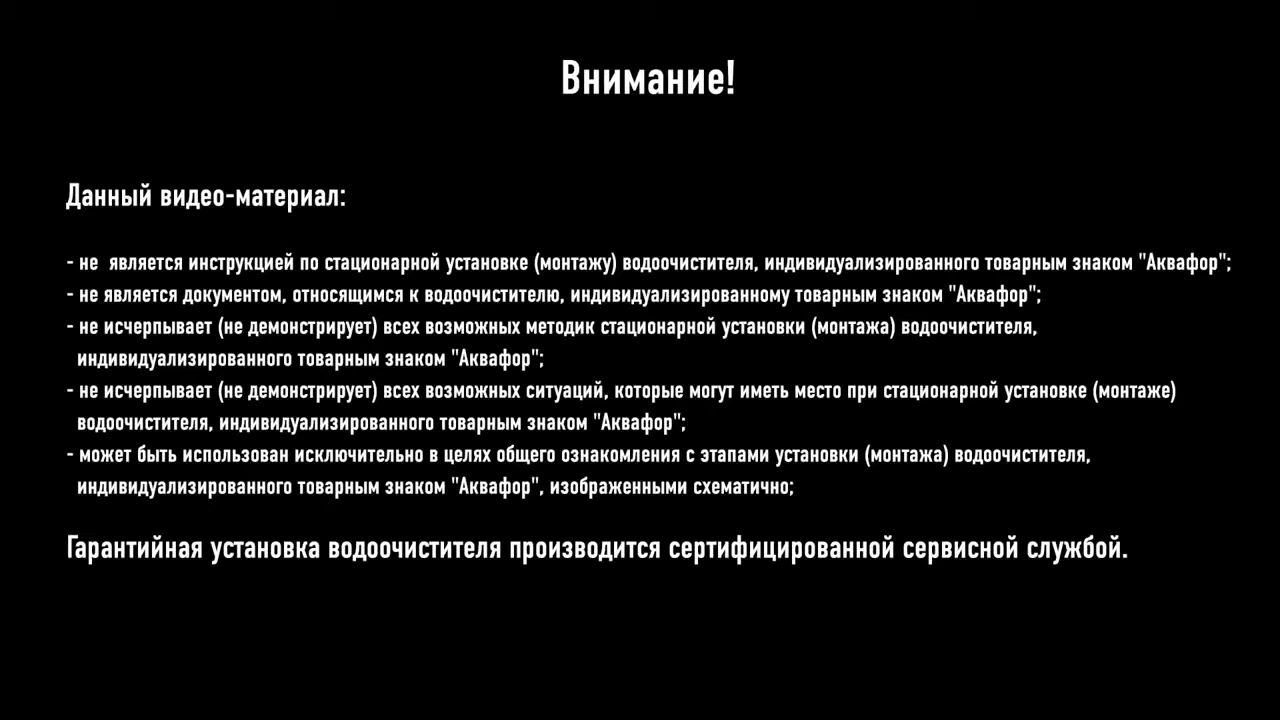 Внимание!
Данный видео-материал:
- не  является инструкцией по стационарной установке (монтажу) водоочистителя, индивидуализированного товарным знаком "Аквафор";
- не является документом, относящимся к водоочистителю, индивидуализированному товарным знаком "Аквафор";
- не исчерпывает (не демонстрирует) всех возможных методик стационарной установки (монтажа) водоочистителя,
индивидуализированного товарным знаком "Аквафор";
- не исчерпывает (не демонстрирует) всех возможных ситуаций, которые могут иметь место при стационарной установке (монтаже)
водоочистителя, индивидуализированного товарным знаком "Аквафор";
- может быть использован исключительно в целях общего ознакомления с этапами установки (монтажа) водоочистителя,
индивидуализированного товарным знаком "Аквафор", изображенными схематично;
Гарантийная установка водоочистителя производится сертифицированной сервисной службой.